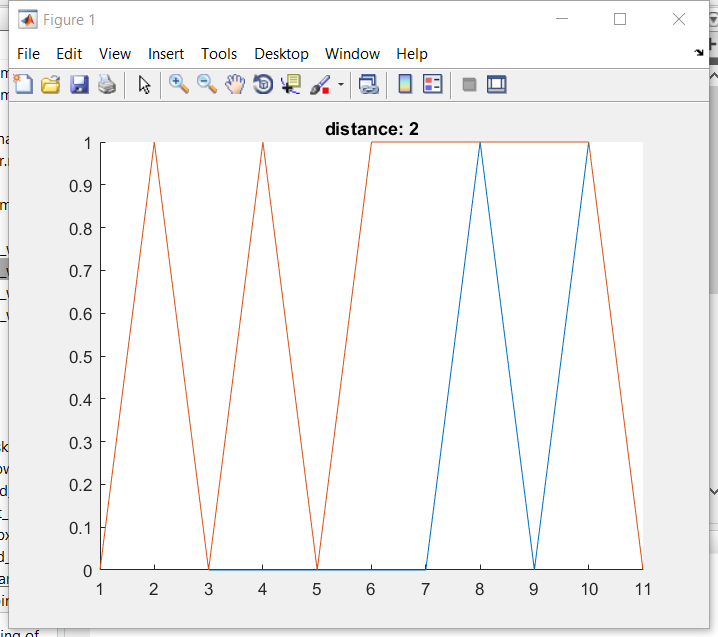 Figure 1
File Edit View Insert Tools Desktop Window Help
distance: 2
1
0.9
0.8
0.7
0.6
0.5
0.4
0.3
0.2
0.1
0
1 2 3 4 5 6 7 8 9 10 11
ing of